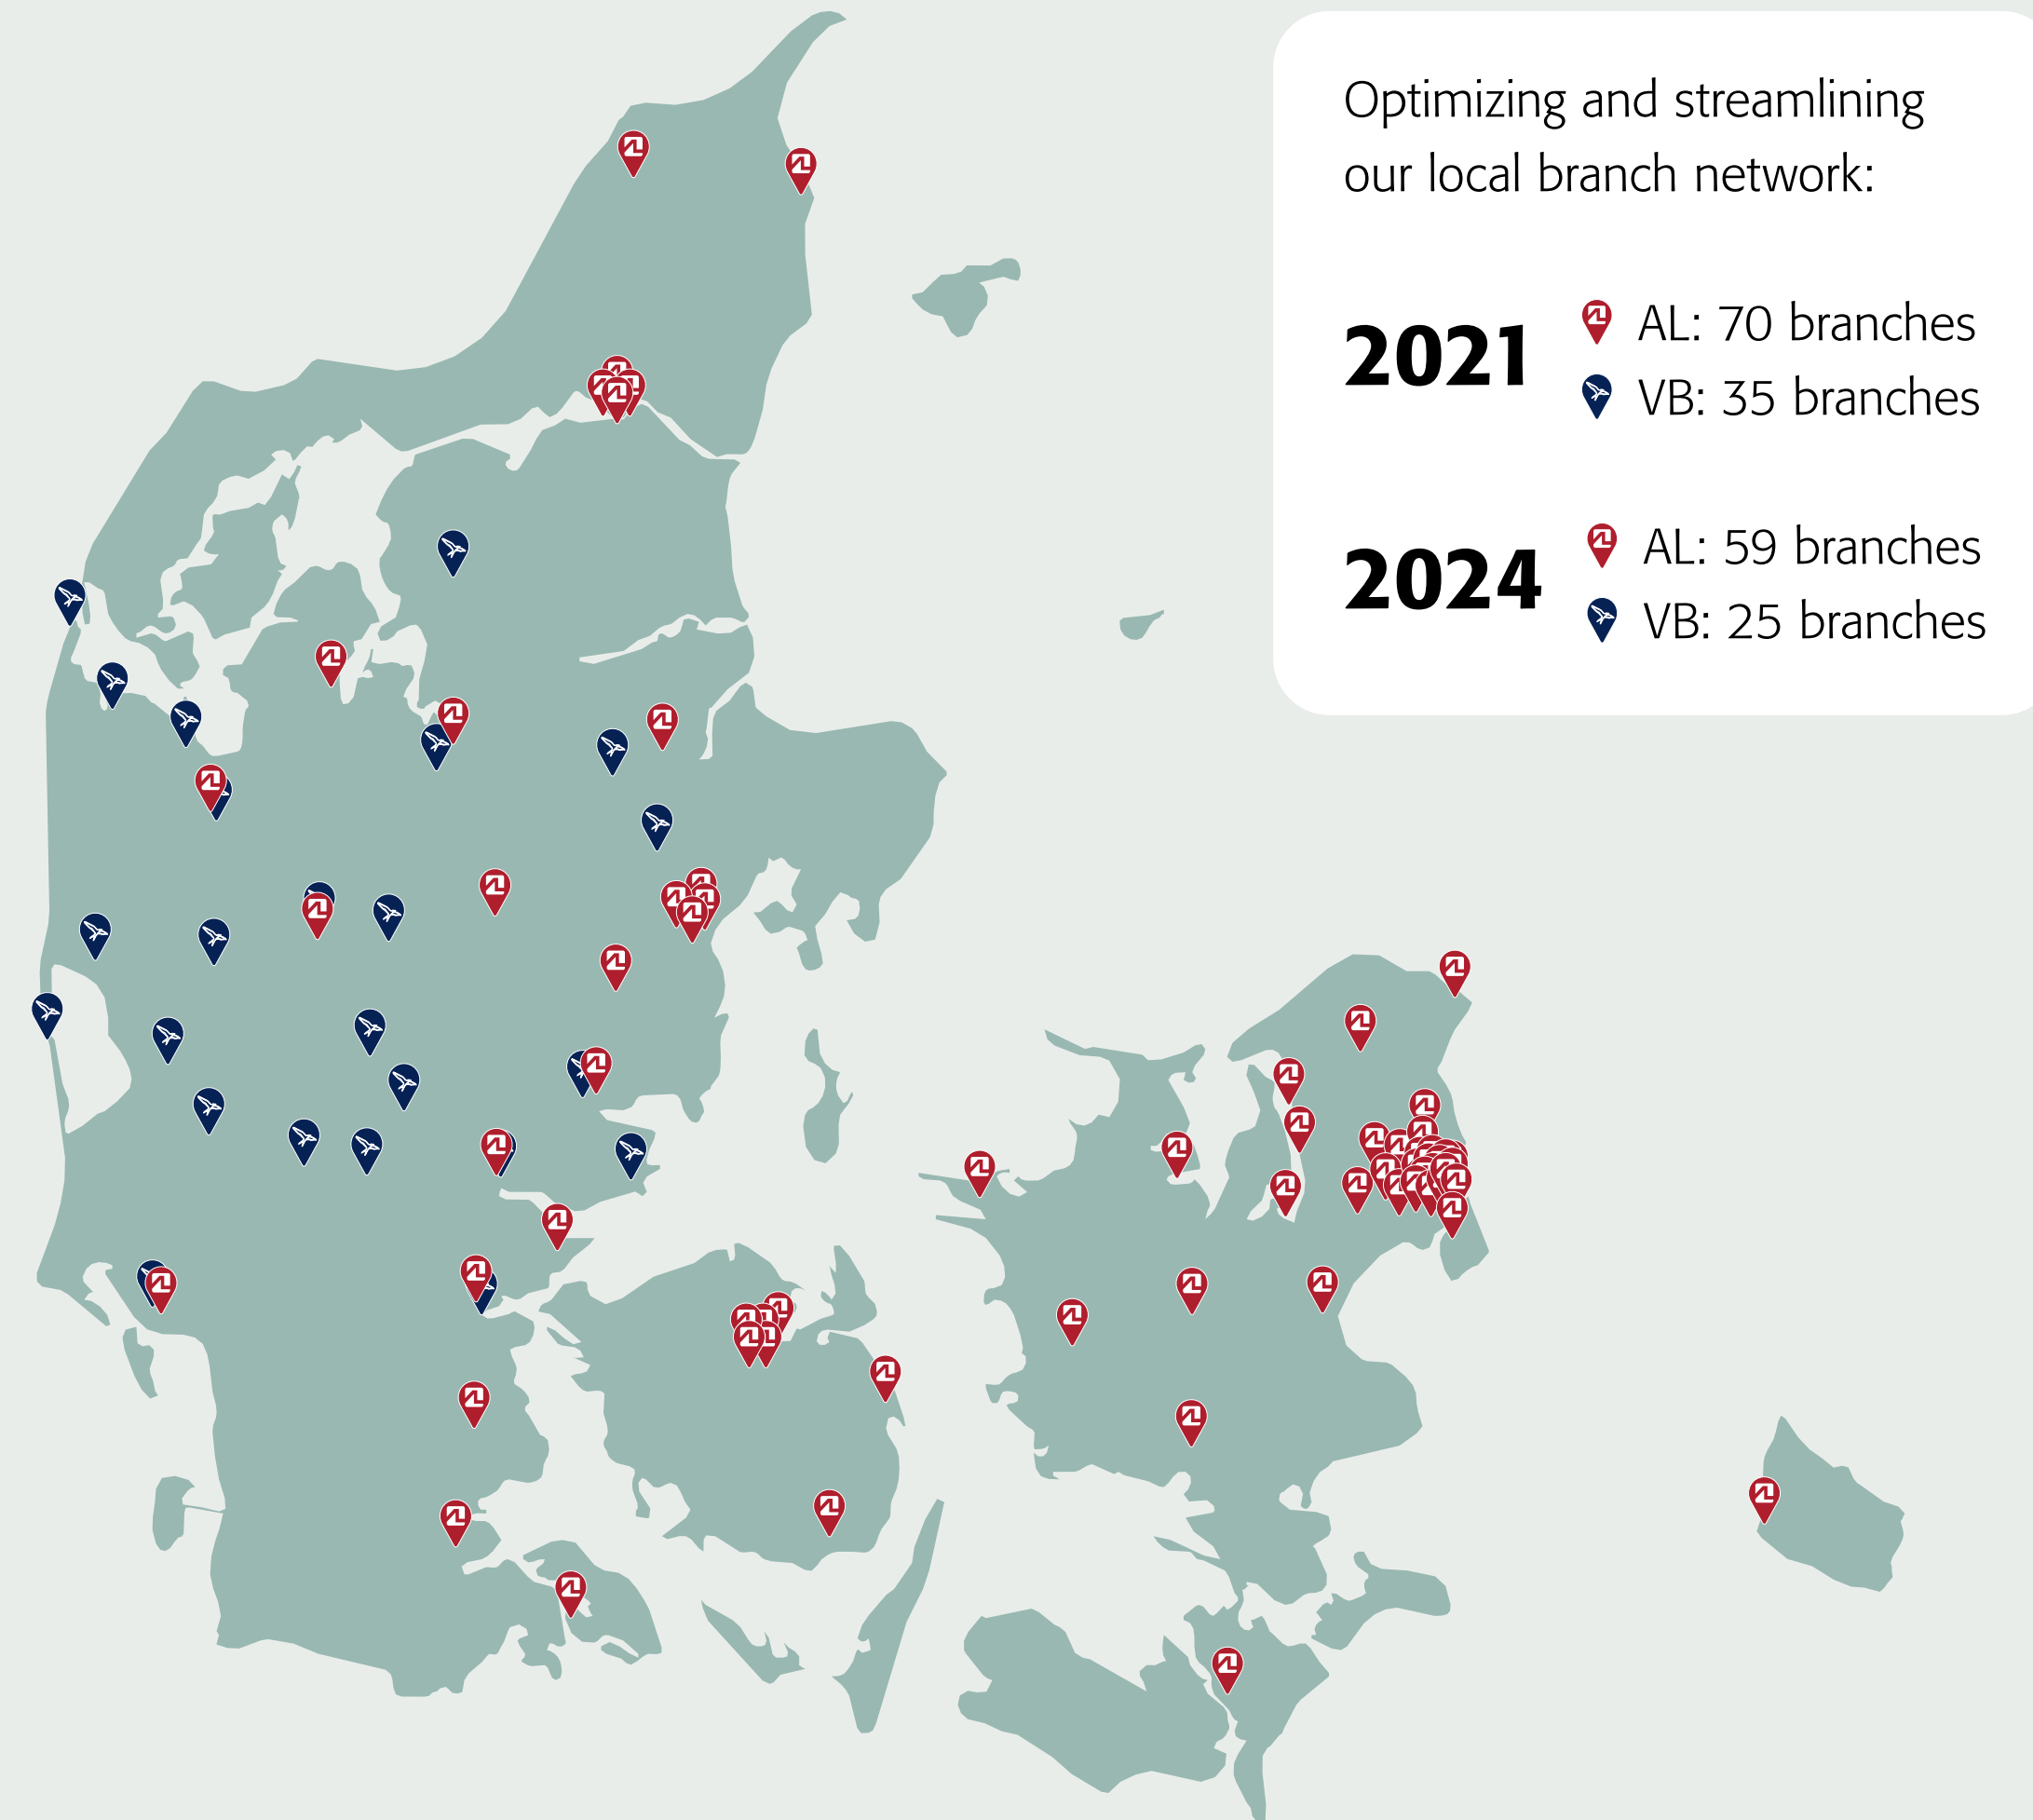 Optimizing and streamlining
our local branch network:
2021
AL: 70 branches
VB: 35 branches
2024
AL: 59 branches
VB: 25 branches